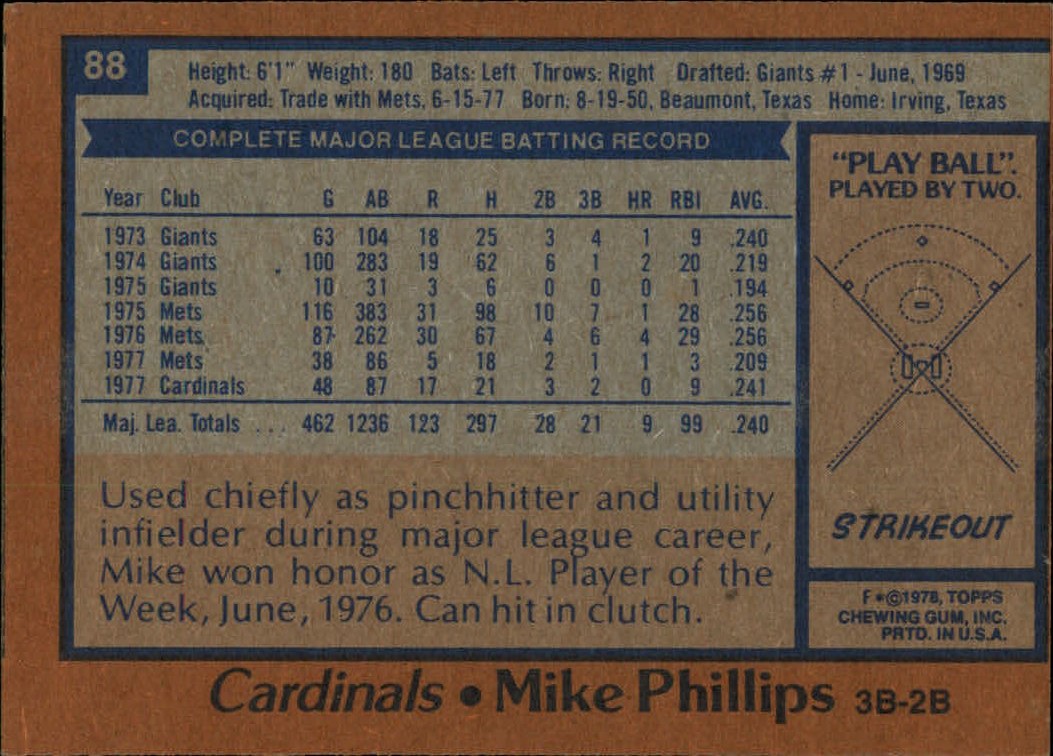 88
Height: 6'1" Weight: 180 Bats: Left Throws: Right Drafted: Giants #1 - June, 1969
Acquired: Trade with Mets, 6-15-77 Born: 8-19-50, Beaumont, Texas Home: Irving, Texas
COMPLETE MAJOR LEAGUE BATTING RECORD
Year Club G AB R H 2B 3B HR RBI AVG.
1973 Giants 63 104 18 25 3 4 1 9 .240
1974 Giants 100 283 19 62 6 1 2 20 .219
1975 Giants 10 31 3 6 0 0 0 1 .194
1975 Mets 116 383 31 98 10 7 1 28 .256
1976 Mets 87 262 30 67 4 6 4 29 .256
1977 Mets 38 86 5 18 2 1 1 3 .209
1977 Cardinals 48 87 17 21 3 2 0 9 .241
Maj. Lea. Totals ... 462 1236 123 297 28 21 9 99 .240
Used chiefly as pinchhitter and utility
infielder during major league career,
Mike won honor as N.L. Player of the
Week, June, 1976. Can hit in clutch.
"PLAY BALL".
PLAYED BY TWO.
STRIKEOUT
F*©1978, TOPPS
CHEWING GUM, INC.
PRTD. IN U.S.A.
Cardinals • Mike Phillips 3B-2B